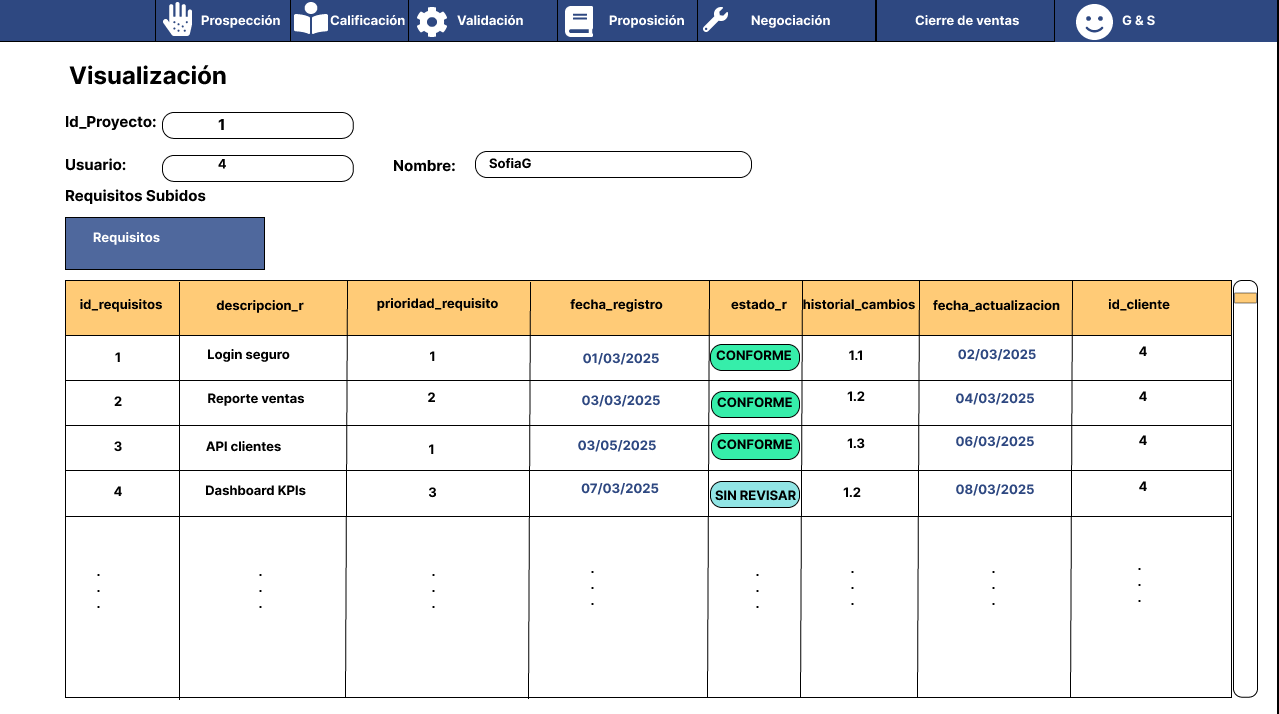 Prospección Calificación Validación Proposición Negociación Cierre de ventas G & S
Visualización
Id_Proyecto: 1
Usuario: 4 Nombre: SofiaG
Requisitos Subidos
Requisitos
id_requisitos descripcion_r prioridad_requisito fecha_registro estado_r historial_cambios fecha_actualizacion id_cliente
1 Login seguro 1 01/03/2025 CONFORME 1.1 02/03/2025 4
2 Reporte ventas 2 03/03/2025 CONFORME 1.2 04/03/2025 4
3 API clientes 1 03/05/2025 CONFORME 1.3 06/03/2025 4
4 Dashboard KPIs 3 07/03/2025 SIN REVISAR 1.2 08/03/2025 4
. . . . . . . .
. . . . . . . .
. . . . . . . .